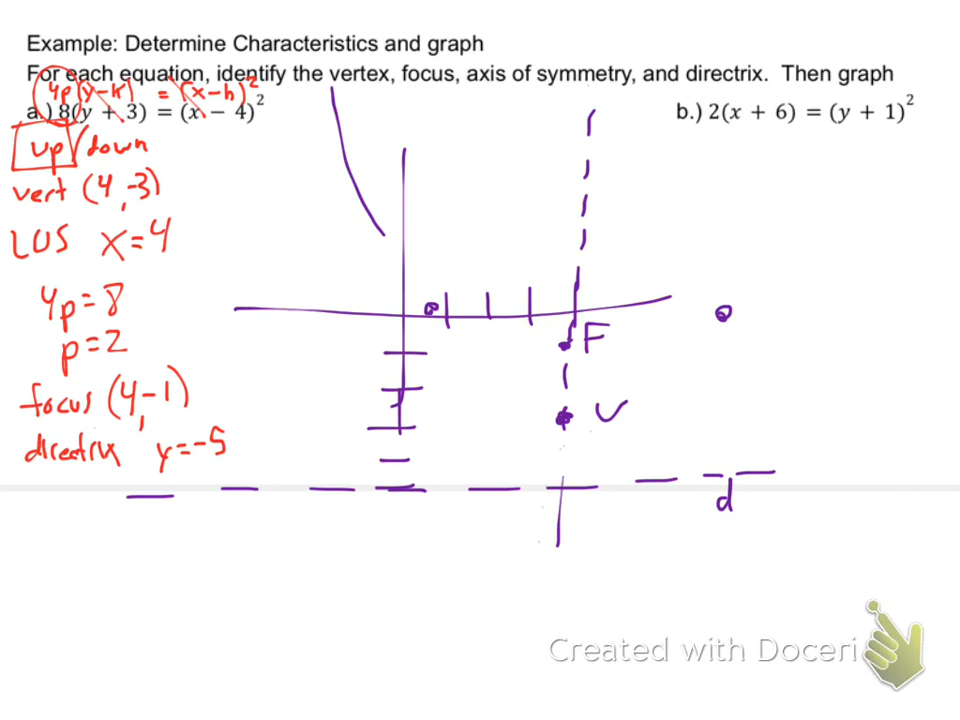 Example: Determine Characteristics and graph
For each equation, identify the vertex, focus, axis of symmetry, and directrix. Then graph
4p(y-k) = (x-h)²
a.) 8(y + 3) = (x − 4)²
b.) 2(x + 6) = (y + 1)²
up/down
vert (4,-3)
LOS x=4
4p=8
p=2
F
focus (4,-1)
V
directrix y=-5
d
Created with Doceri